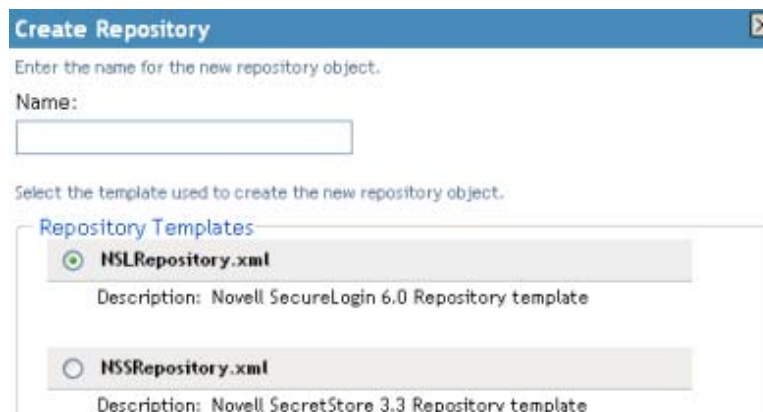 Create Repository
Enter the name for the new repository object.
Name:
Select the template used to create the new repository object.
Repository Templates
NSLRepository.xml
Description: Novell SecureLogin 6.0 Repository template
NSSRepository.xml
Description: Novell SecretStore 3.3 Repository template